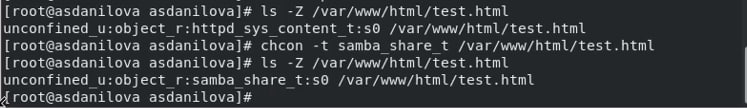 [root@asdanilova asdanilova]# ls -Z /var/www/html/test.html
unconfined_u:object_r:httpd_sys_content_t:s0 /var/www/html/test.html
[root@asdanilova asdanilova]# chcon -t samba_share_t /var/www/html/test.html
[root@asdanilova asdanilova]# ls -Z /var/www/html/test.html
unconfined_u:object_r:samba_share_t:s0 /var/www/html/test.html
[root@asdanilova asdanilova]#